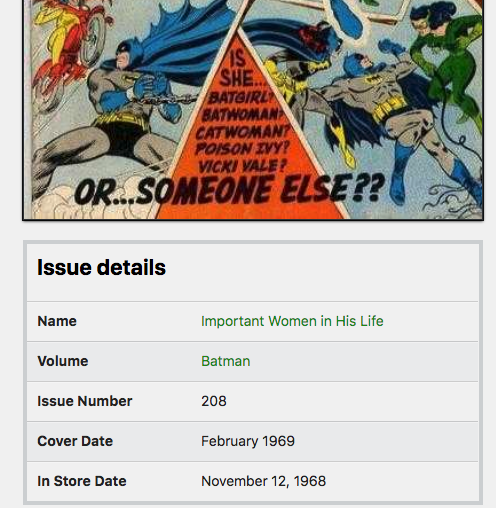 IS
SHE...
BATGIRL?
BATWOMAN?
CATWOMAN?
POISON IVY?
VICKI VALE?
OR...SOMEONE ELSE??
Issue details
Name Important Women in His Life
Volume Batman
Issue Number 208
Cover Date February 1969
In Store Date November 12, 1968